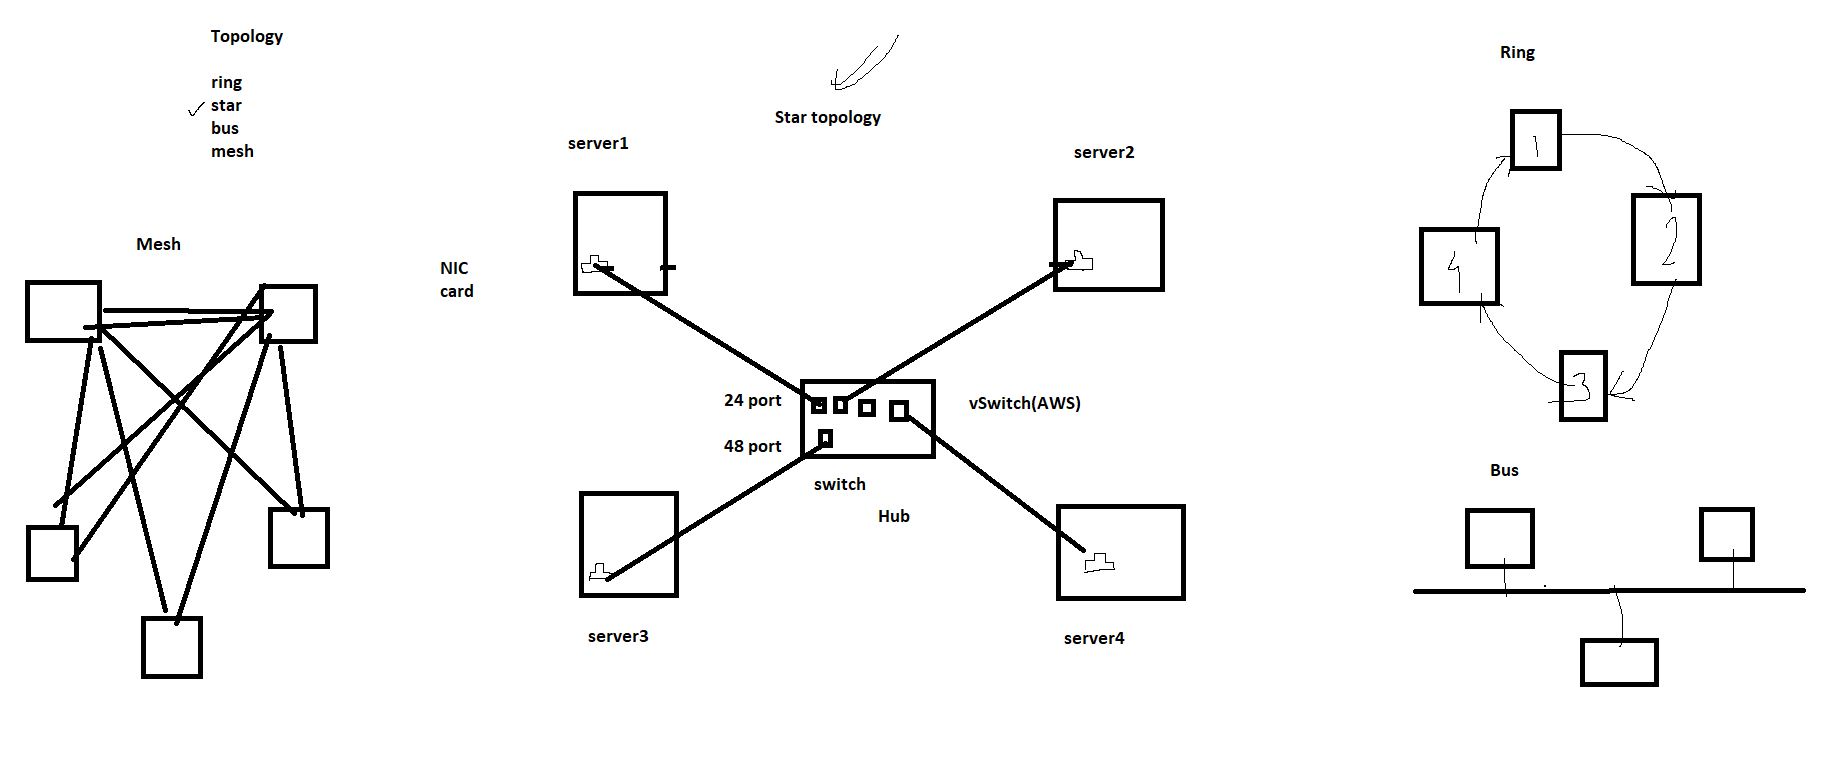 Topology
ring
star
bus
mesh
Mesh
NIC
card
Star topology
server1
server2
24 port
48 port
vSwitch(AWS)
switch
Hub
server3
server4
Ring
1
2
3
4
Bus